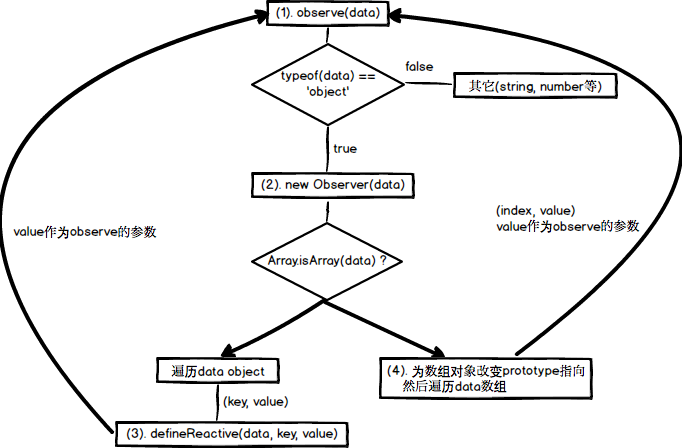 (1). observe(data)
typeof(data) ==
'object'
false
其它(string, number等)
true
(2). new Observer(data)
(index, value)
value作为observe的参数
value作为observe的参数
Array.isArray(data) ?
遍历data object
(4). 为数组对象改变prototype指向
然后遍历data数组
(key, value)
(3). defineReactive(data, key, value)